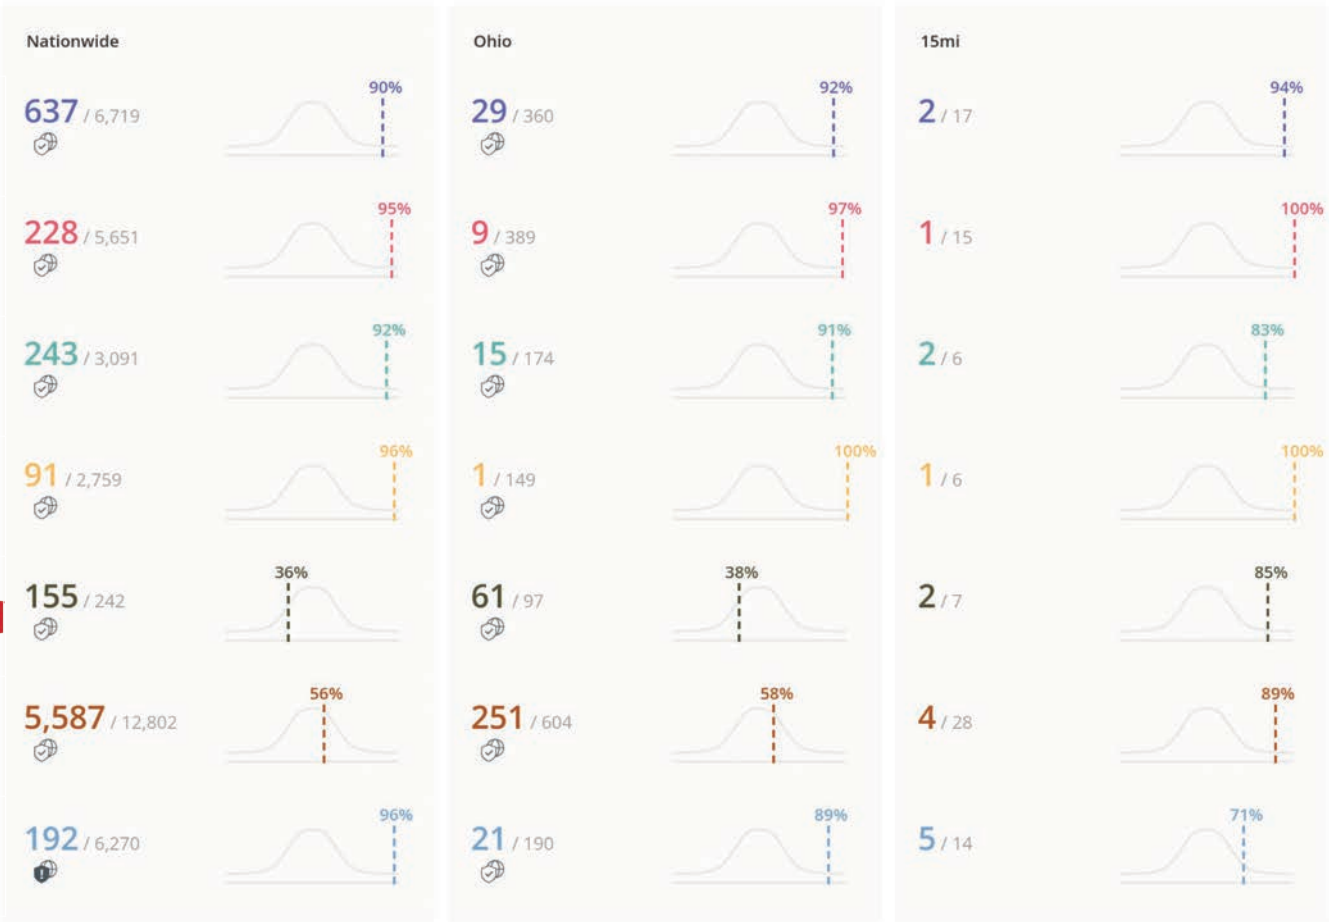 Nationwide
90%
637 / 6,719
95%
228 / 5,651
92%
243 / 3,091
96%
91 / 2,759
36%
155 / 242
56%
5,587 / 12,802
96%
192 / 6,270
Ohio
92%
29 / 360
97%
9 / 389
91%
15 / 174
100%
1 / 149
38%
61 / 97
58%
251 / 604
89%
21 / 190
15mi
94%
2 / 17
100%
1 / 15
83%
2 / 6
100%
1 / 6
85%
2 / 7
89%
4 / 28
71%
5 / 14